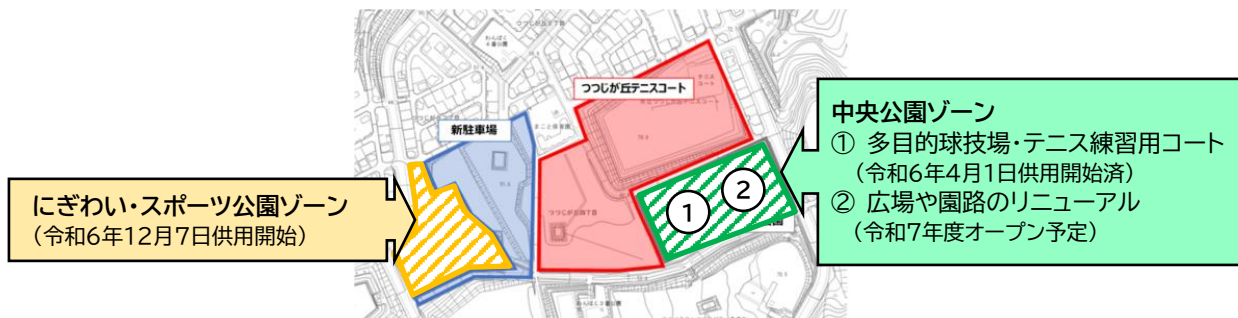 つつじが丘テニスコート
新駐車場
にぎわい・スポーツ公園ゾーン
（令和6年12月7日供用開始）
①
②
中央公園ゾーン
① 多目的球技場・テニス練習用コート
（令和6年4月1日供用開始済）
② 広場や園路のリニューアル
（令和7年度オープン予定）